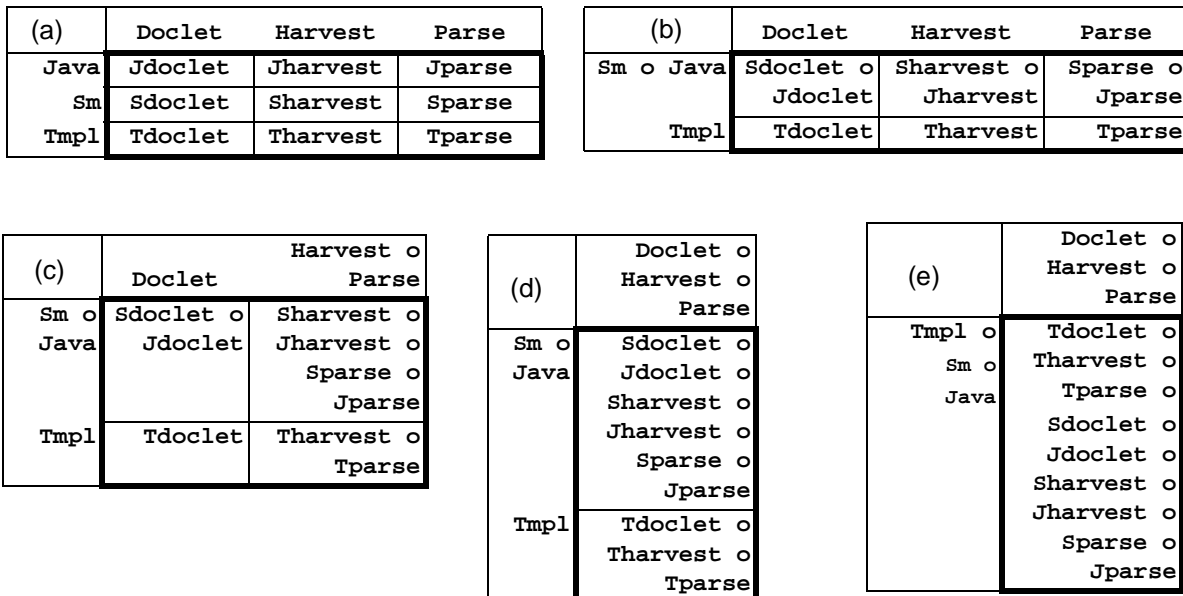 (a) Doclet Harvest Parse
Java Jdoclet Jharvest Jparse
Sm Sdoclet Sharvest Sparse
Tmpl Tdoclet Tharvest Tparse
(b) Doclet Harvest Parse
Sm o Java Sdoclet o Sharvest o Sparse o
Jdoclet Jharvest Jparse
Tmpl Tdoclet Tharvest Tparse
Harvest o
(c) Doclet Parse
Sm o Sdoclet o Sharvest o
Java Jdoclet Jharvest o
Sparse o
Jparse
Tmpl Tdoclet Tharvest o
Tparse
Doclet o
(d) Harvest o
Parse
Sm o Sdoclet o
Java Jdoclet o
Sharvest o
Jharvest o
Sparse o
Jparse
Tmpl Tdoclet o
Tharvest o
Tparse
Doclet o
(e) Harvest o
Parse
Tmpl o Tdoclet o
Sm o Tharvest o
Java Tparse o
Sdoclet o
Jdoclet o
Sharvest o
Jharvest o
Sparse o
Jparse